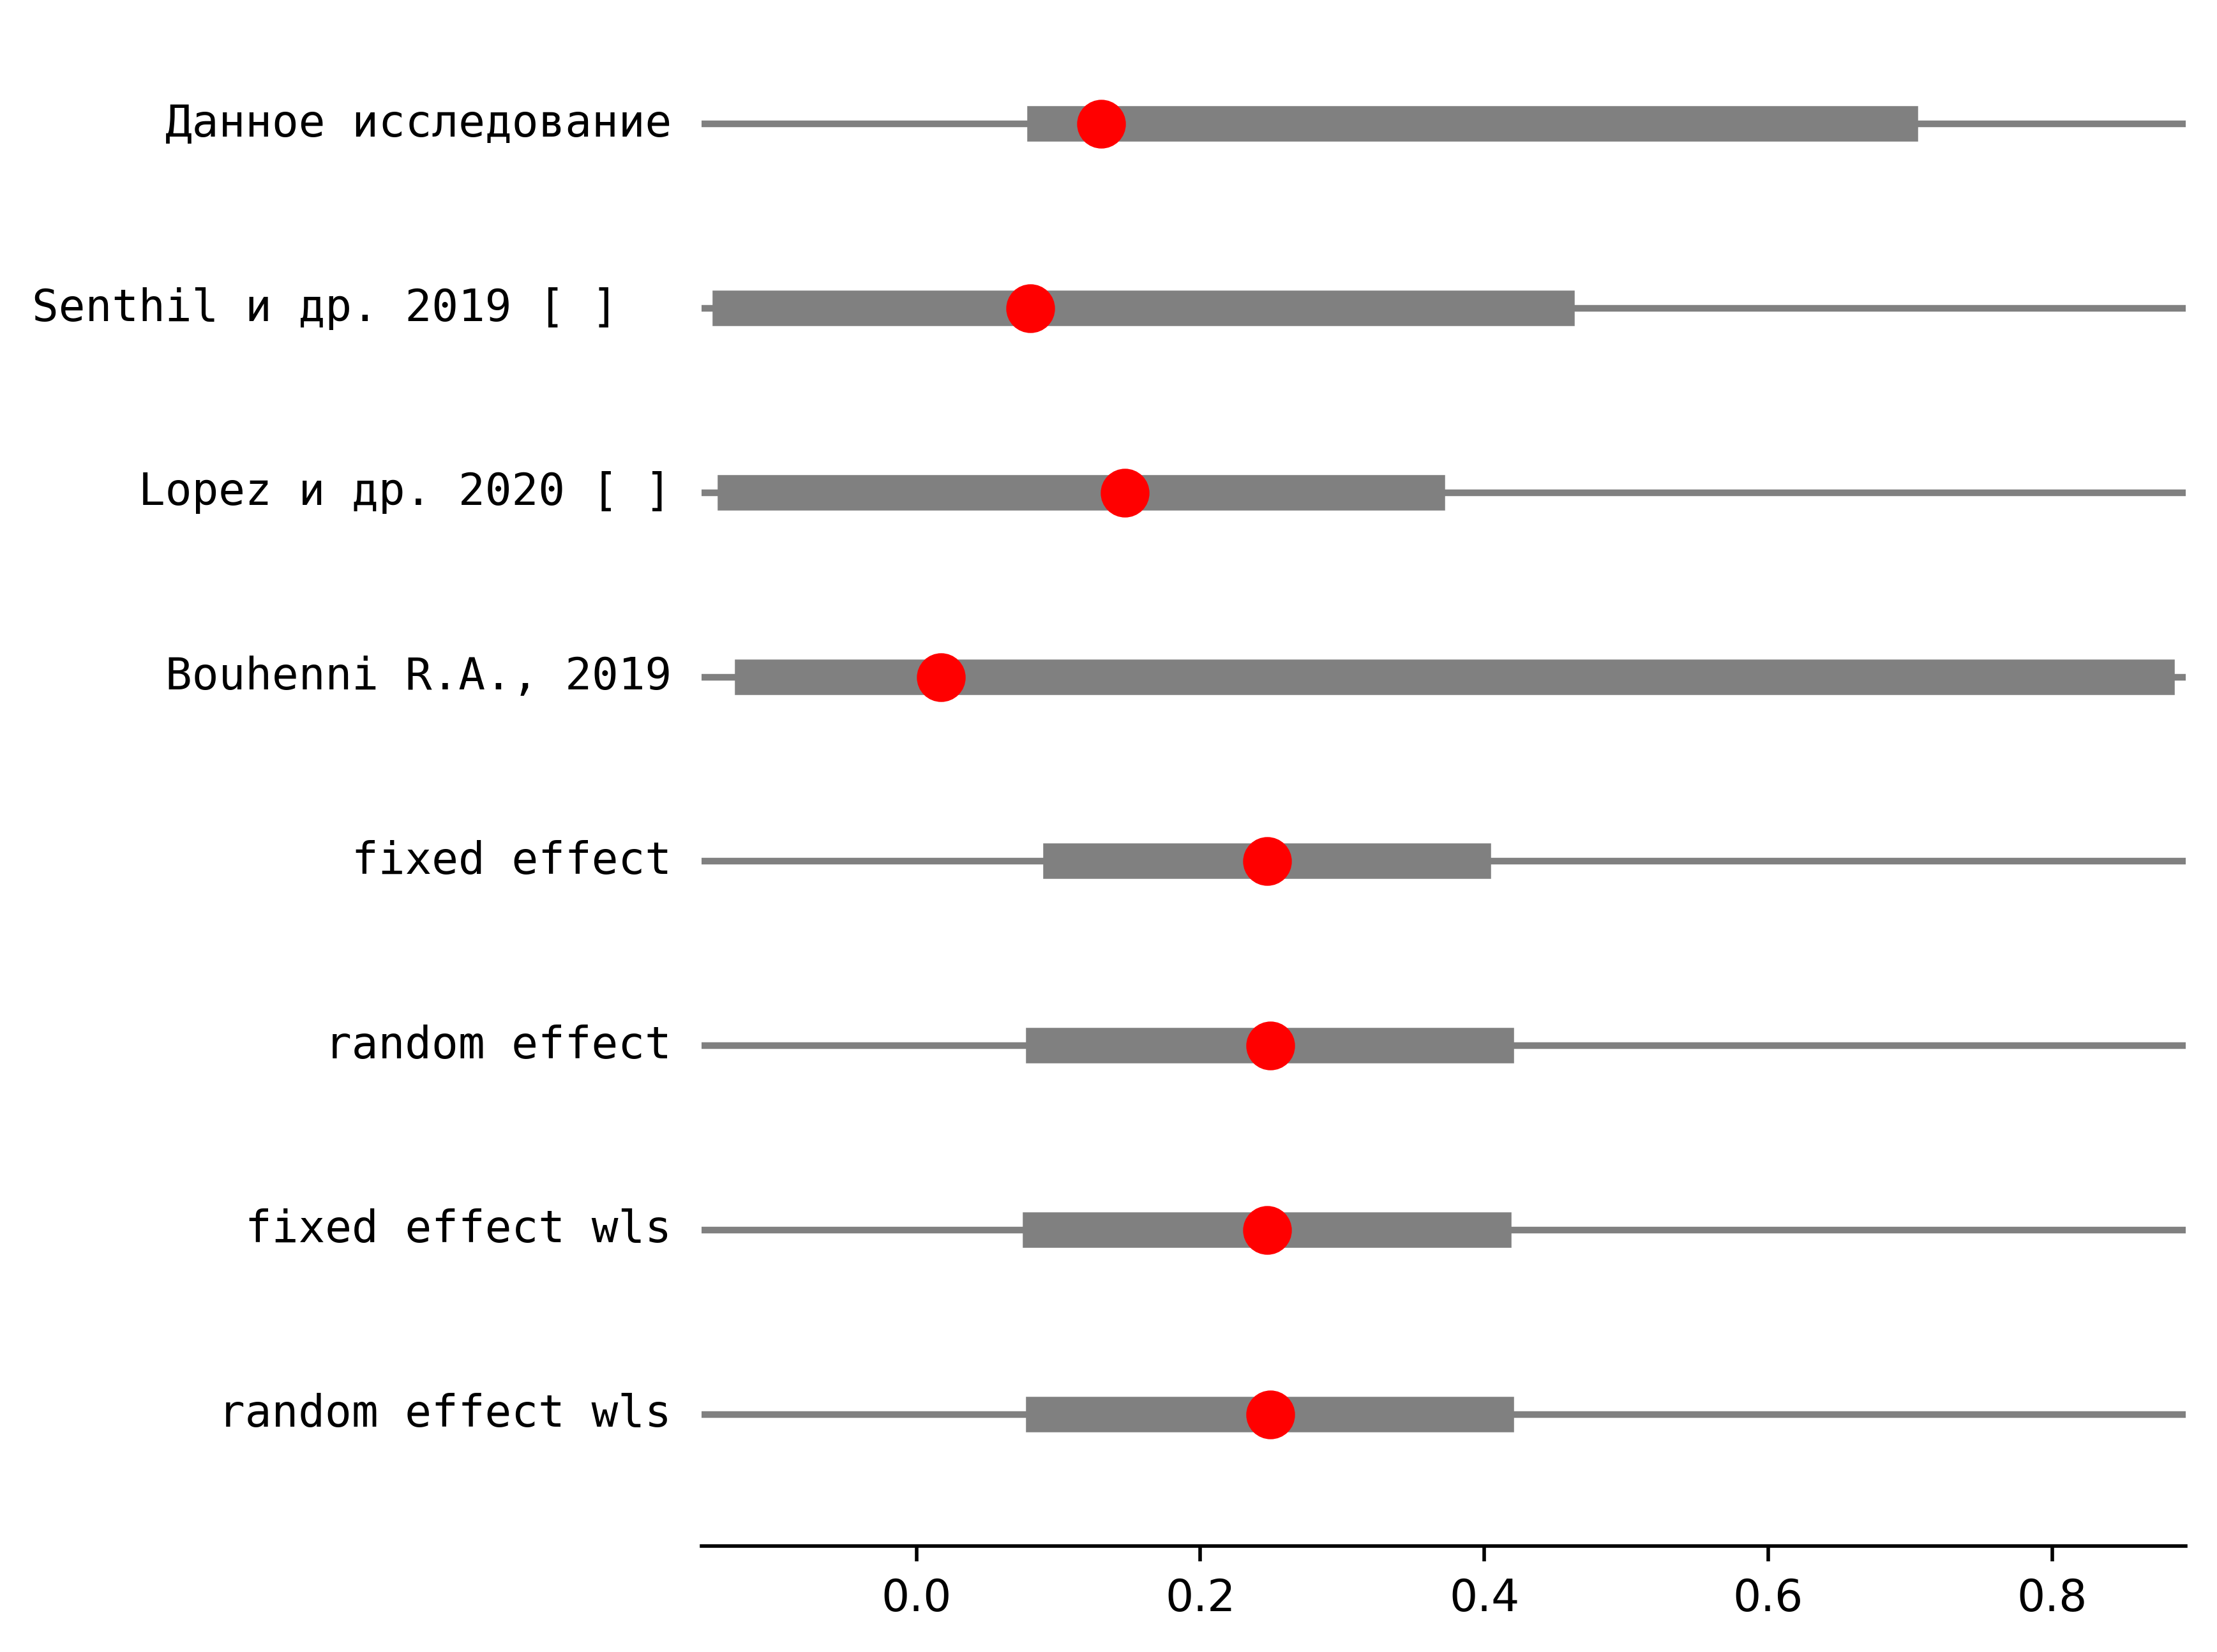 Данное исследование
Senthil и др. 2019 [ ]
Lopez и др. 2020 [ ]
Bouhenni R.A., 2019
fixed effect
random effect
fixed effect wls
random effect wls
0.0 0.2 0.4 0.6 0.8